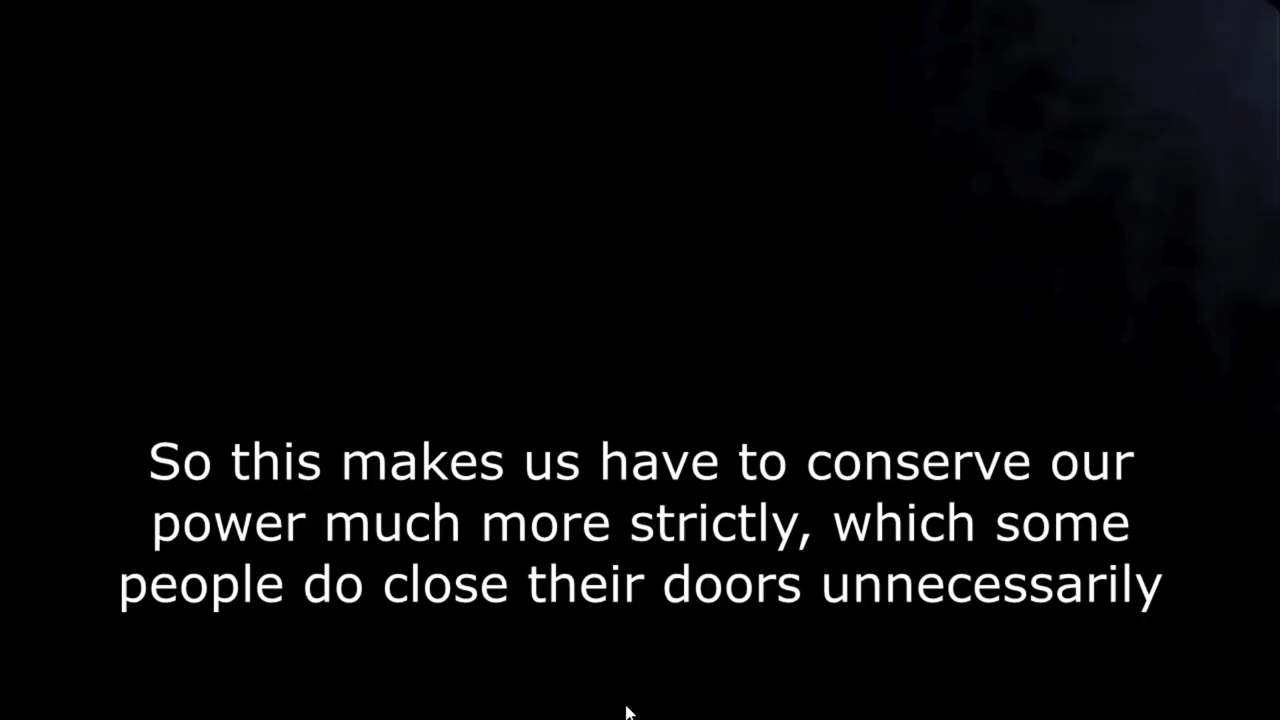 So this makes us have to conserve our
power much more strictly, which some
people do close their doors unnecessarily